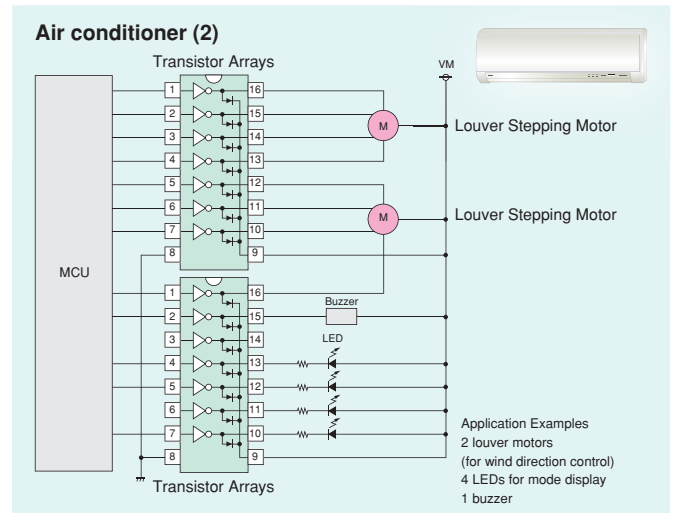 Air conditioner (2)
Transistor Arrays
VM
1 16
2 15
3 14
4 13
5 12
6 11
7 10
8 9
M
Louver Stepping Motor
M
Louver Stepping Motor
MCU
1 16
2 15
3 14
4 13
5 12
6 11
7 10
8 9
Buzzer
LED
Transistor Arrays
Application Examples
2 louver motors
(for wind direction control)
4 LEDs for mode display
1 buzzer